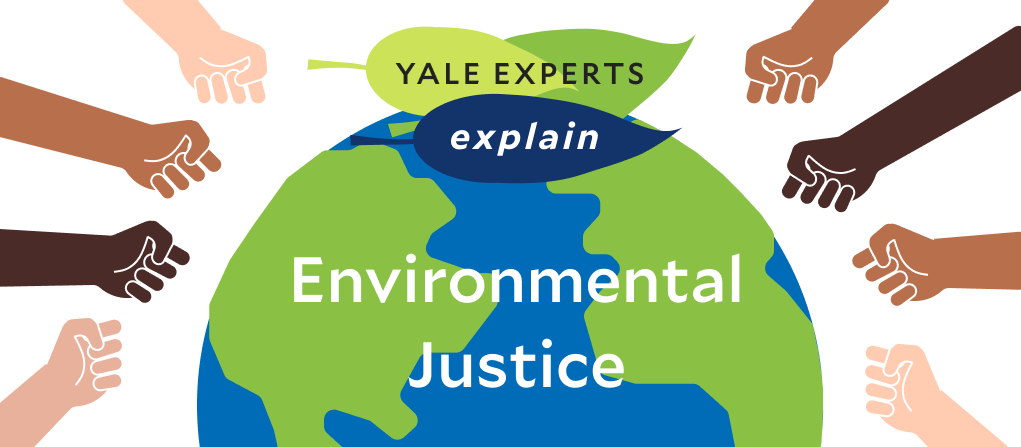 YALE EXPERTS
explain
Environmental
Justice